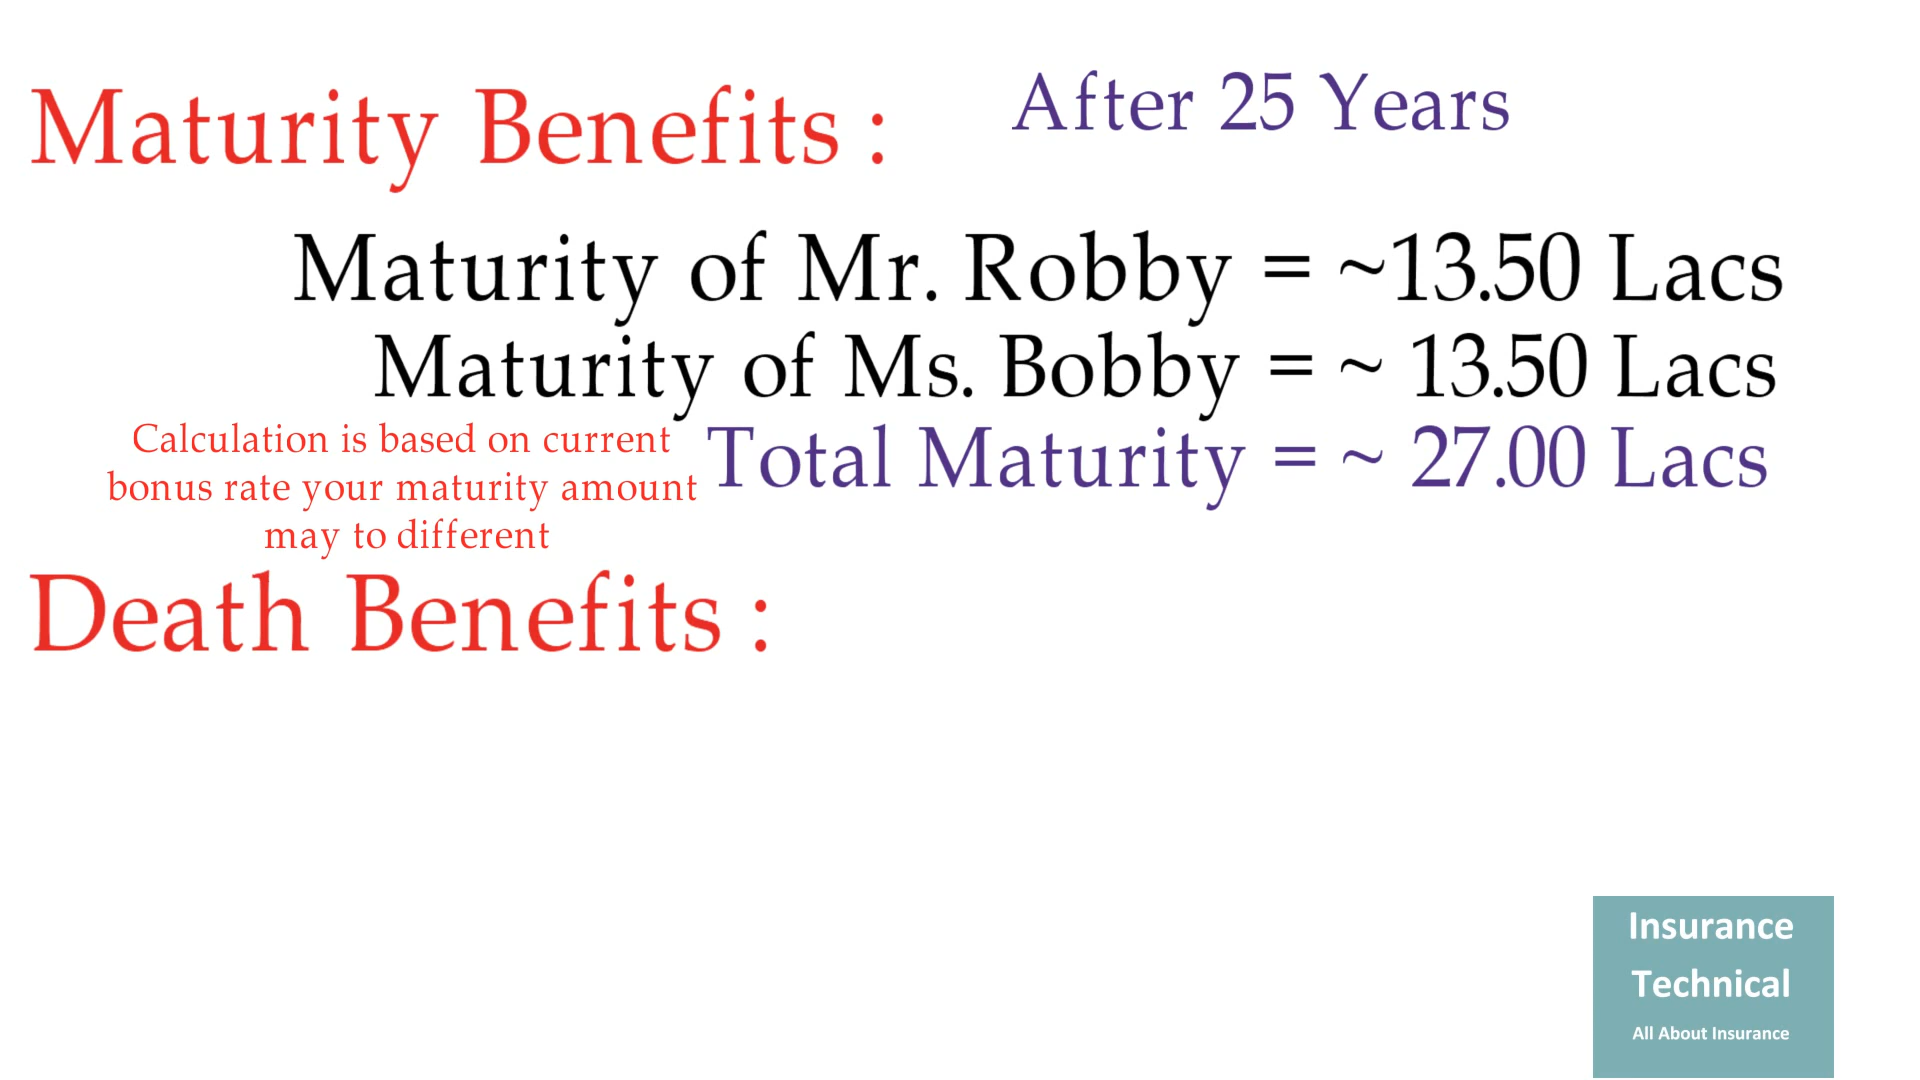 Maturity Benefits :
After 25 Years
Maturity of Mr. Robby = ~13.50 Lacs
Maturity of Ms. Bobby = ~ 13.50 Lacs
Total Maturity = ~ 27.00 Lacs
Calculation is based on current
bonus rate your maturity amount
may to different
Death Benefits :
Insurance
Technical
All About Insurance